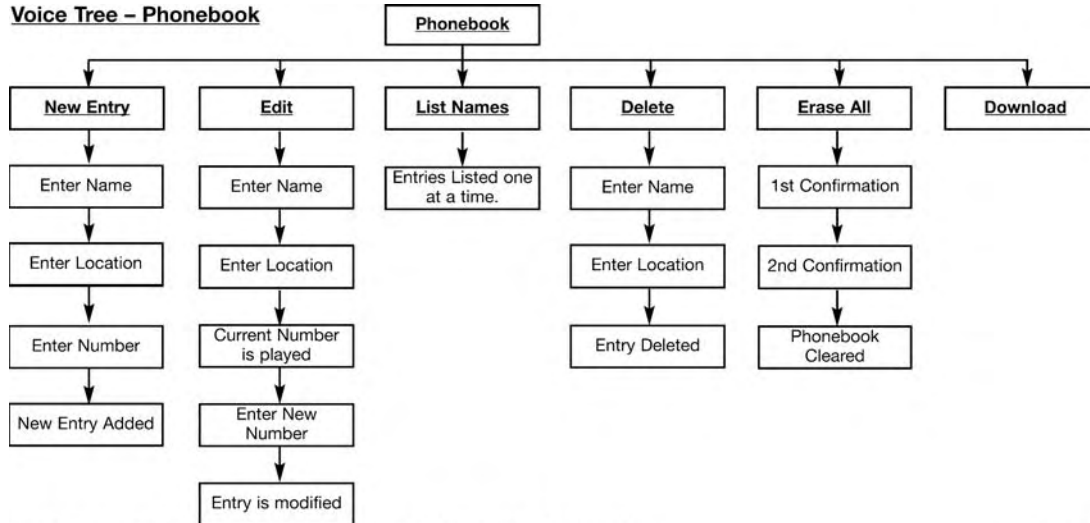 Voice Tree – Phonebook
Phonebook
New Entry
Edit
List Names
Delete
Erase All
Download
Enter Name
Enter Name
Entries Listed one
at a time.
Enter Name
1st Confirmation
Enter Location
Enter Location
Enter Location
2nd Confirmation
Enter Number
Current Number
is played
Entry Deleted
Phonebook
Cleared
New Entry Added
Enter New
Number
Entry is modified